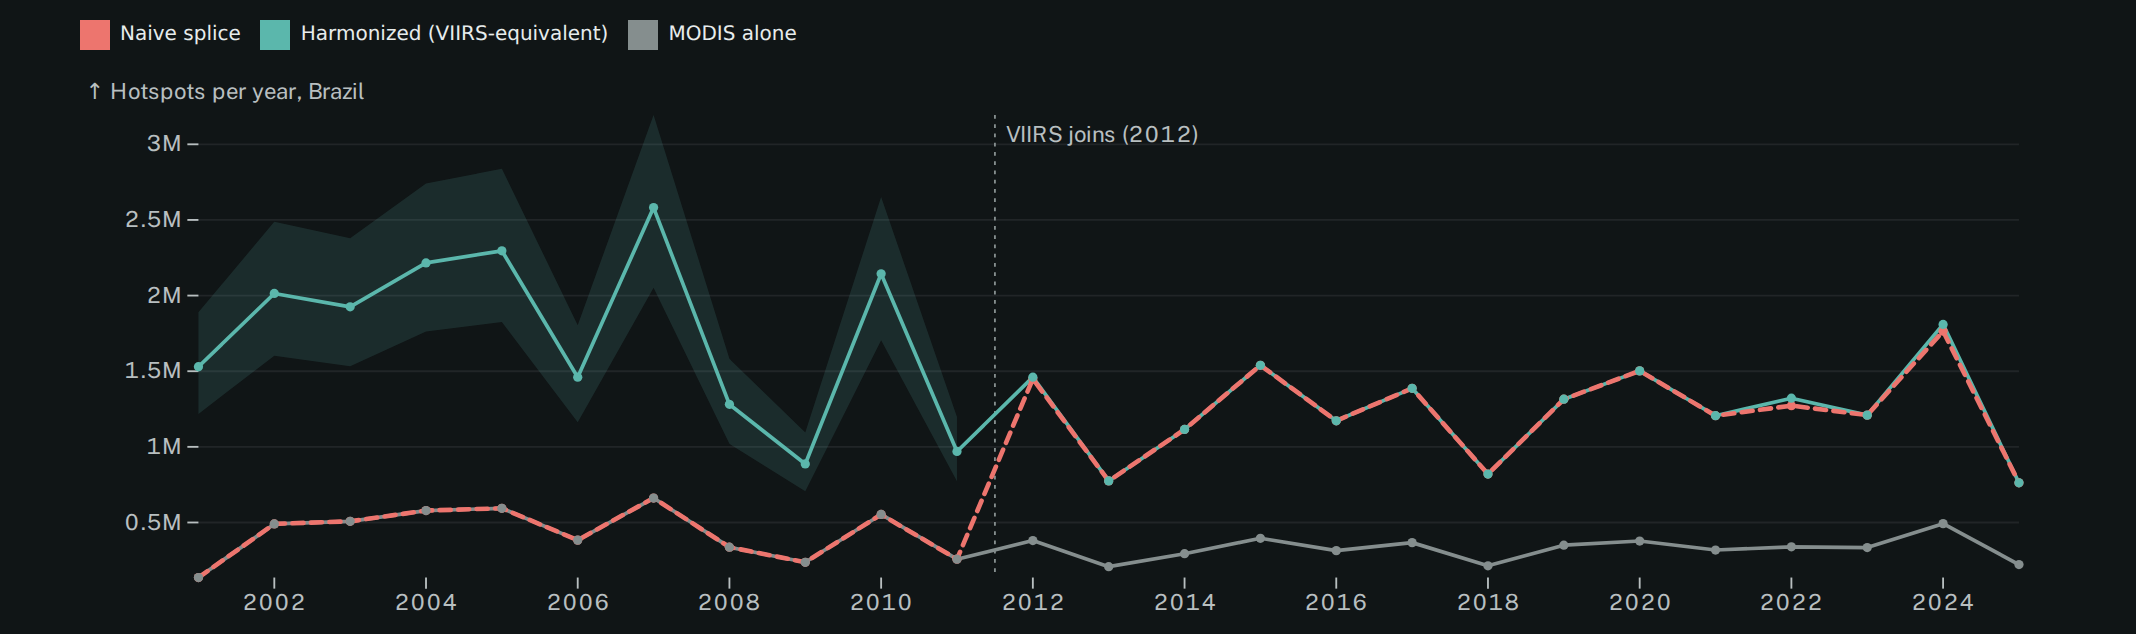 Naive splice Harmonized (VIIRS-equivalent) MODIS alone
↑ Hotspots per year, Brazil
VIIRS joins (2012)
3M
2.5M
2M
1.5M
1M
0.5M
2002 2004 2006 2008 2010 2012 2014 2016 2018 2020 2022 2024